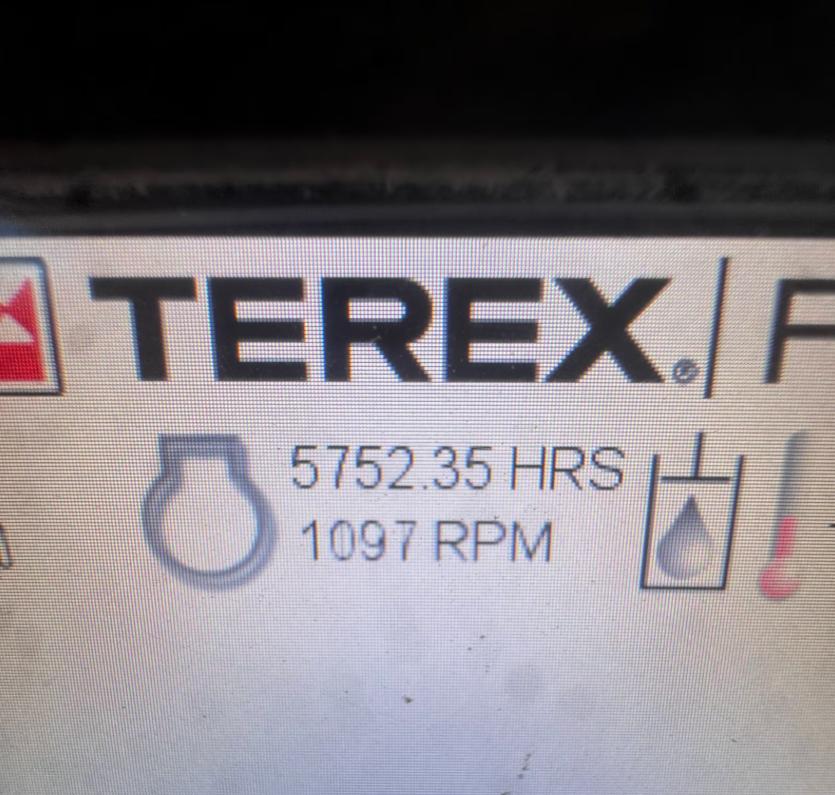 TEREX® | F
5752.35 HRS
1097 RPM